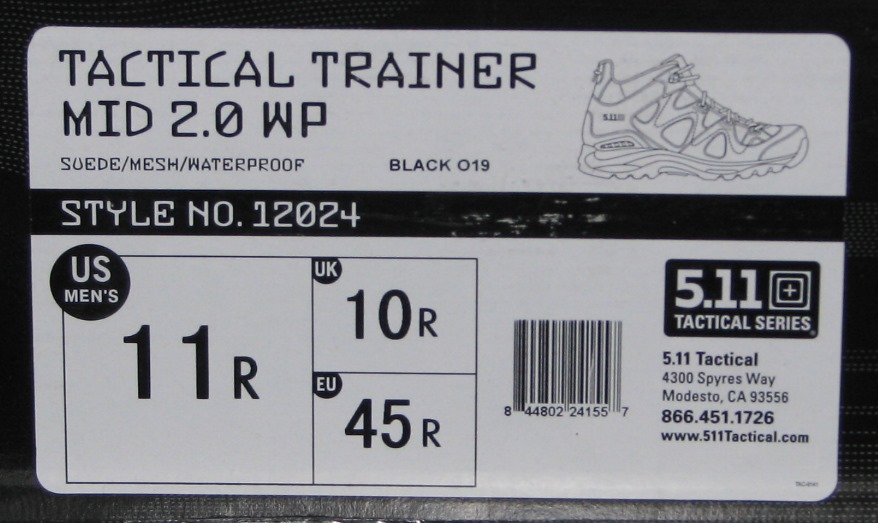 TACTICAL TRAINER
MID 2.0 WP
SUEDE/MESH/WATERPROOF BLACK 019
5.11
STYLE NO. 12024
US
MEN'S
11R
UK
10R
EU
45R
8 44802 24155 7
5.11
TACTICAL SERIES
5.11 Tactical
4300 Spyres Way
Modesto, CA 93556
866.451.1726
www.511Tactical.com